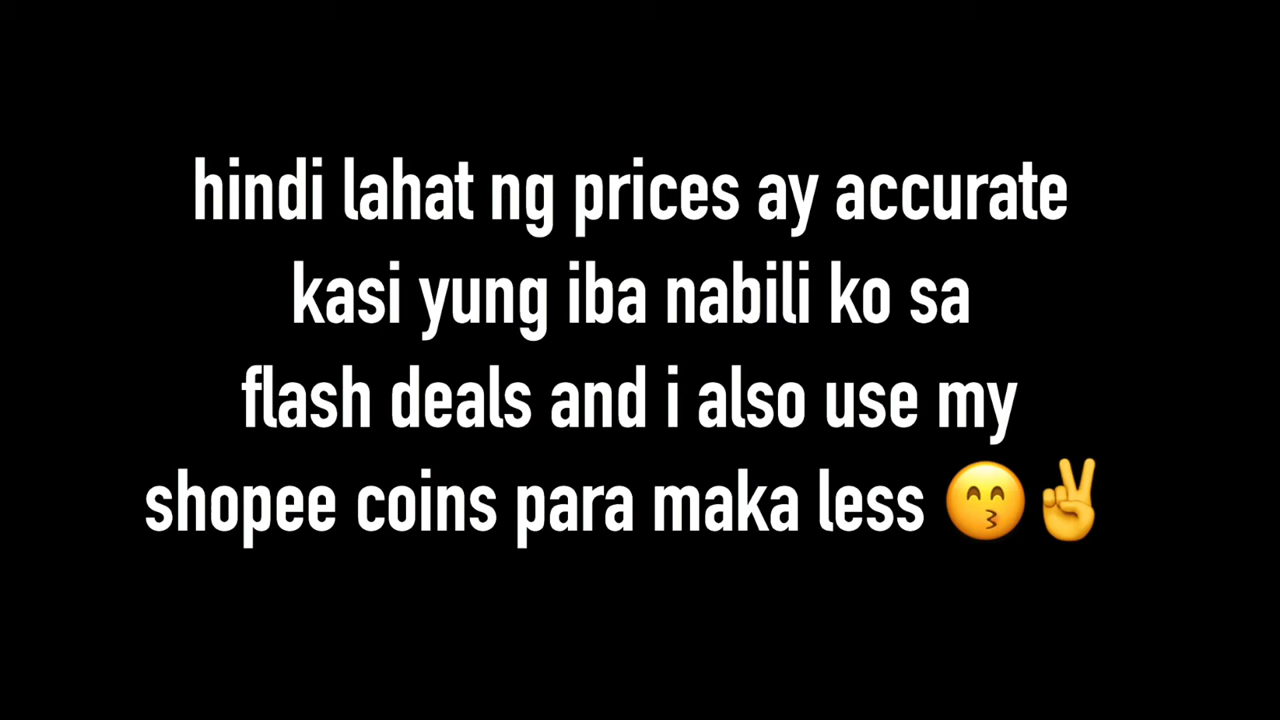 hindi lahat ng prices ay accurate
kasi yung iba nabili ko sa
flash deals and i also use my
shopee coins para maka less 😙✌️